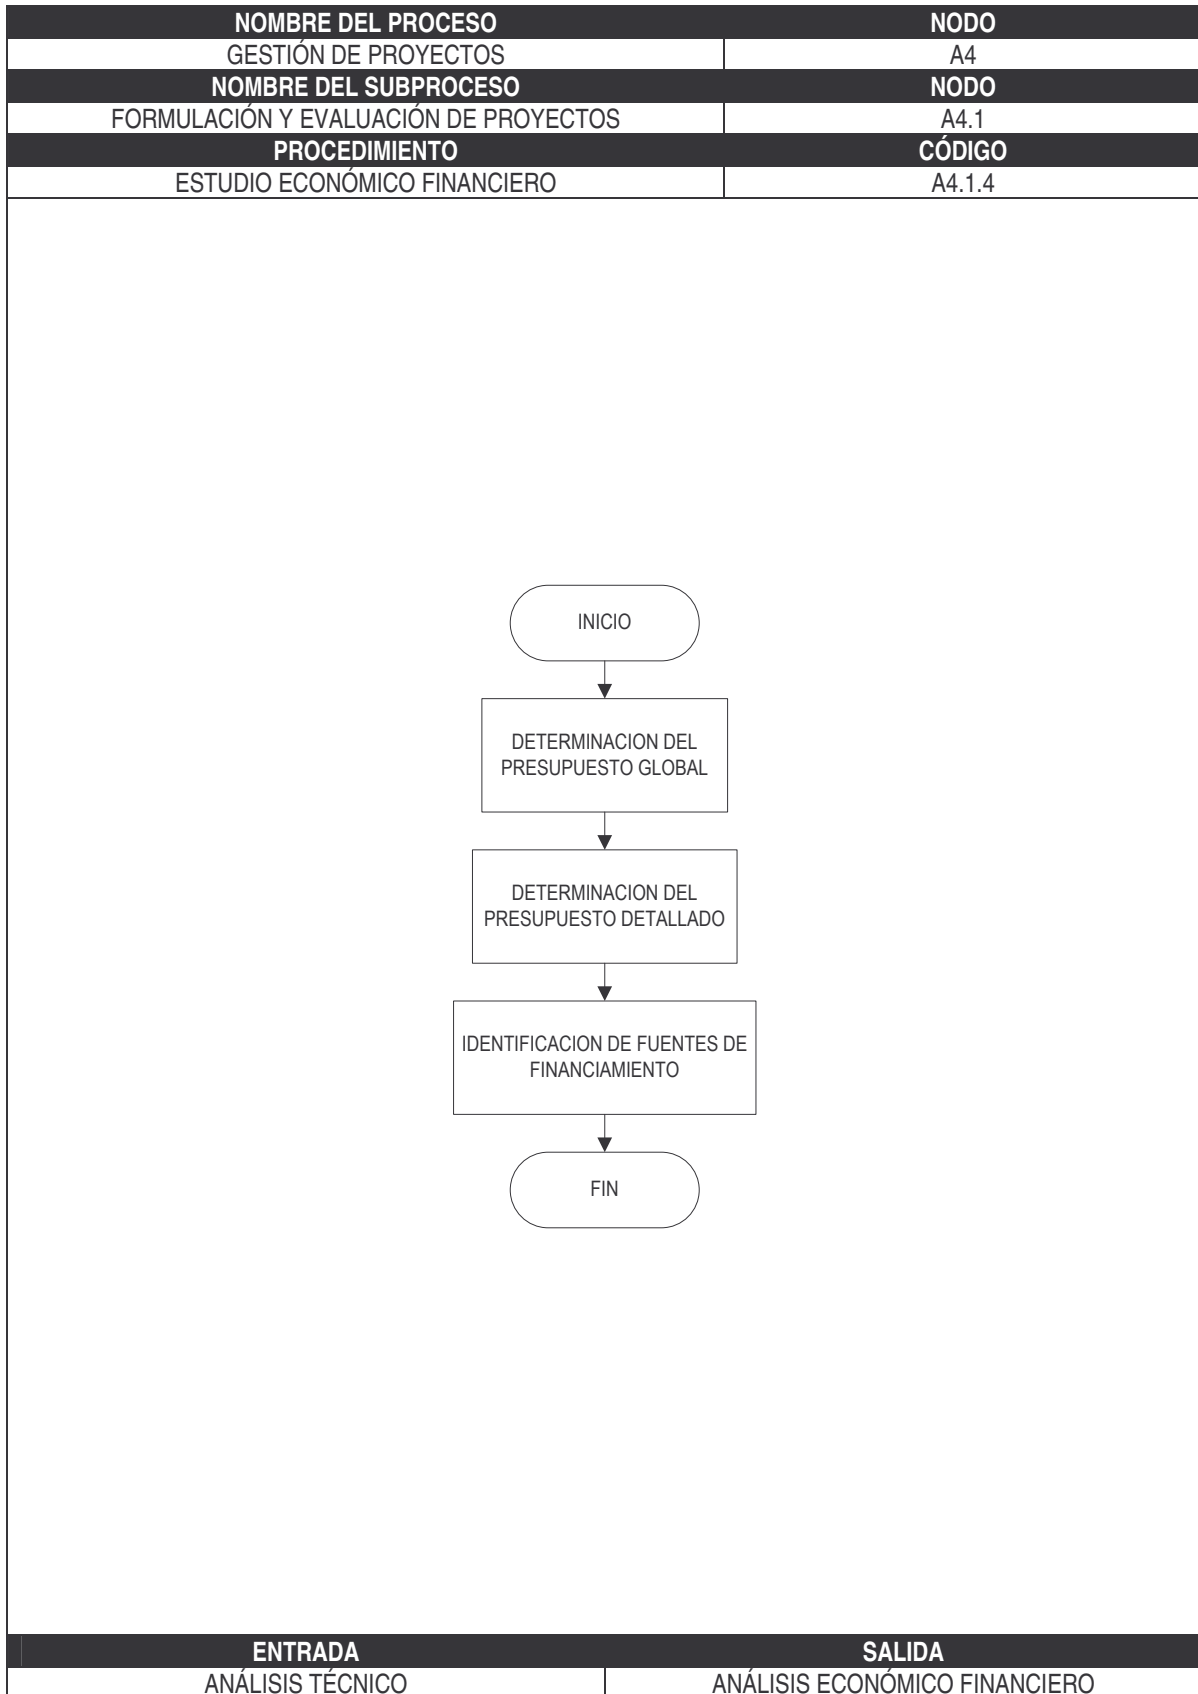 NOMBRE DEL PROCESO NODO
GESTIÓN DE PROYECTOS A4
NOMBRE DEL SUBPROCESO NODO
FORMULACIÓN Y EVALUACIÓN DE PROYECTOS A4.1
PROCEDIMIENTO CÓDIGO
ESTUDIO ECONÓMICO FINANCIERO A4.1.4
INICIO
DETERMINACION DEL
PRESUPUESTO GLOBAL
DETERMINACION DEL
PRESUPUESTO DETALLADO
IDENTIFICACION DE FUENTES DE
FINANCIAMIENTO
FIN
ENTRADA SALIDA
ANÁLISIS TÉCNICO ANÁLISIS ECONÓMICO FINANCIERO